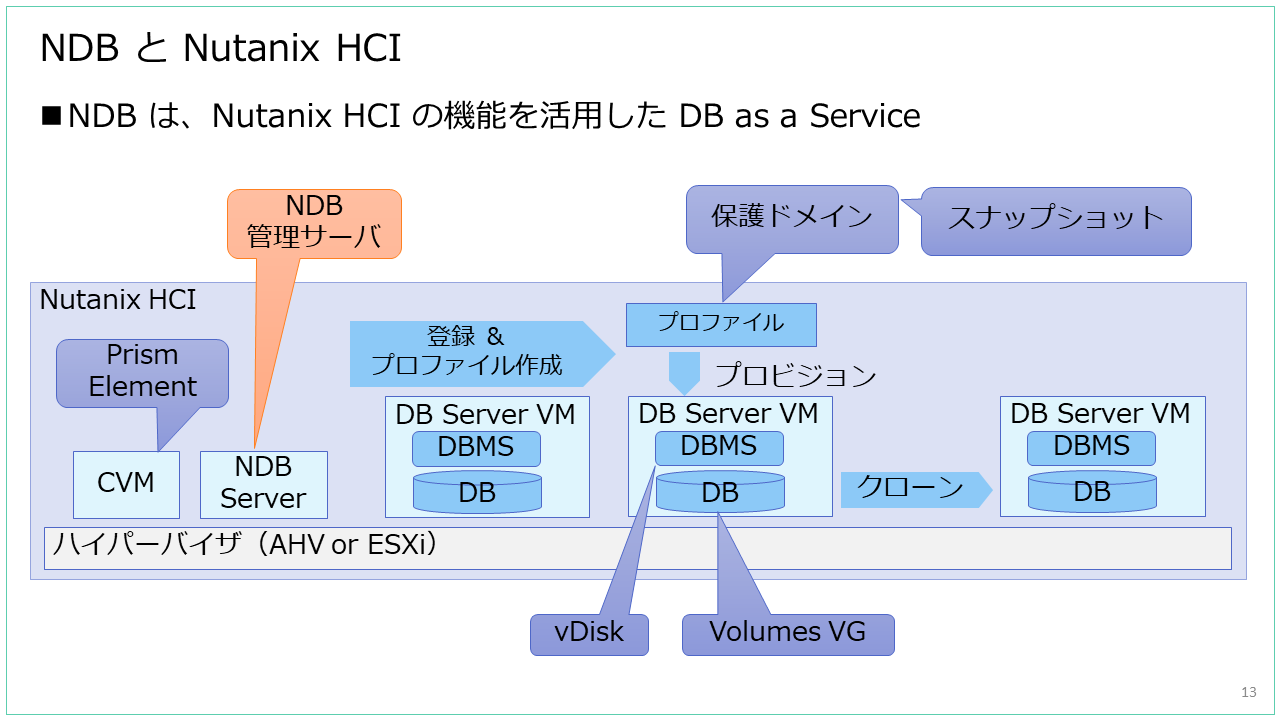 NDB と Nutanix HCI
■NDB は、Nutanix HCI の機能を活用した DB as a Service
NDB
管理サーバ
保護ドメイン
スナップショット
Nutanix HCI
プロファイル
登録 &
プロファイル作成
Prism
Element
プロビジョン
DB Server VM
DBMS
DB
DB Server VM
DBMS
DB
DB Server VM
DBMS
DB
CVM
NDB
Server
クローン
ハイパーバイザ（AHV or ESXi）
vDisk
Volumes VG
13